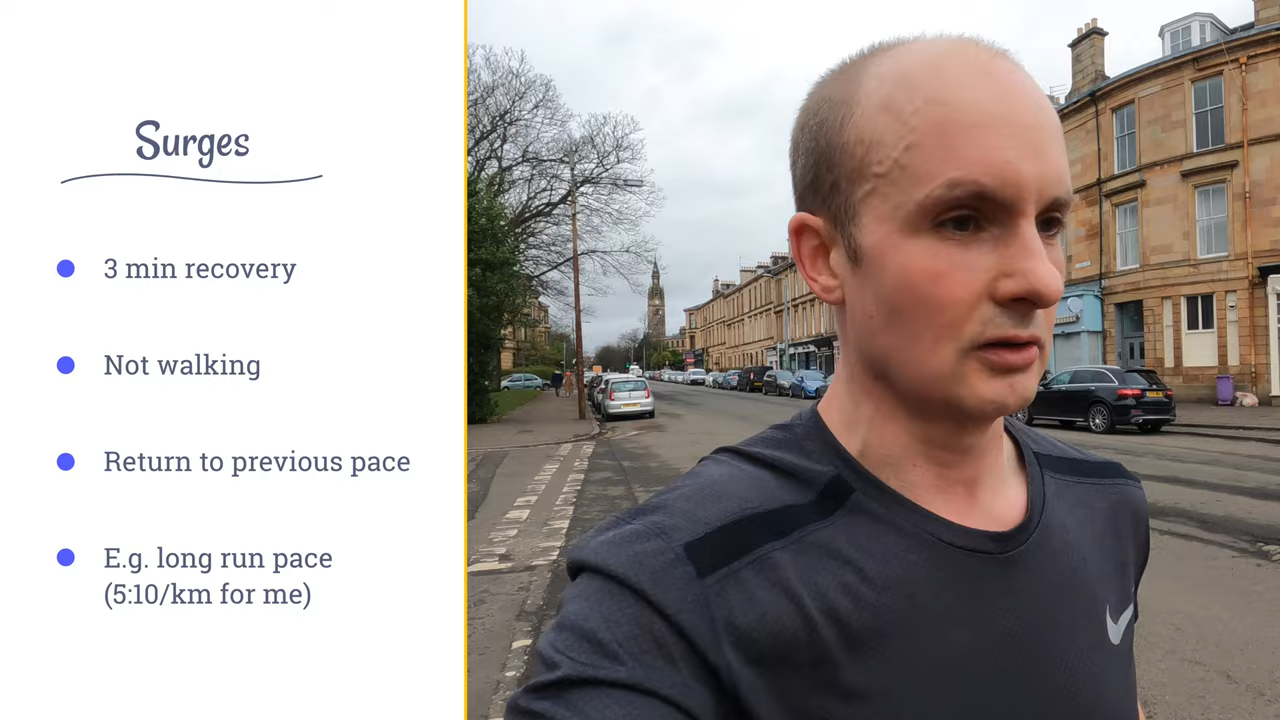 Surges
3 min recovery
Not walking
Return to previous pace
E.g. long run pace
(5:10/km for me)